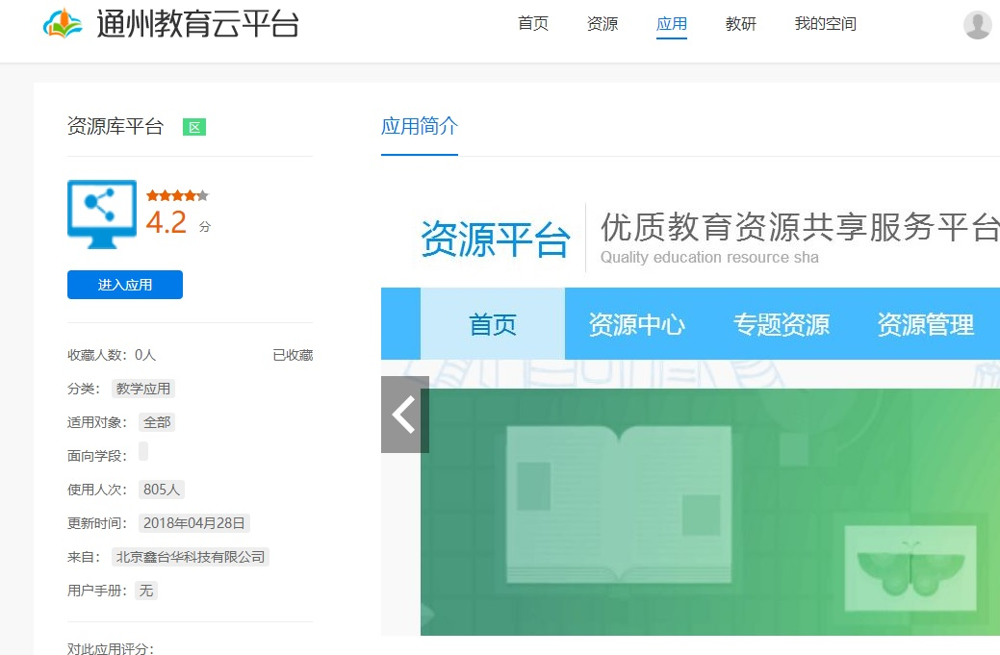 通州教育云平台
首页 资源 应用 教研 我的空间
资源库平台 区
4.2 分
进入应用
收藏人数：0人 已收藏
分类： 教学应用
适用对象： 全部
面向学段：
使用人次： 805人
更新时间： 2018年04月28日
来自： 北京鑫台华科技有限公司
用户手册： 无
对此应用评分：
应用简介
资源平台 优质教育资源共享服务平台
Quality education resource sha
首页 资源中心 专题资源 资源管理